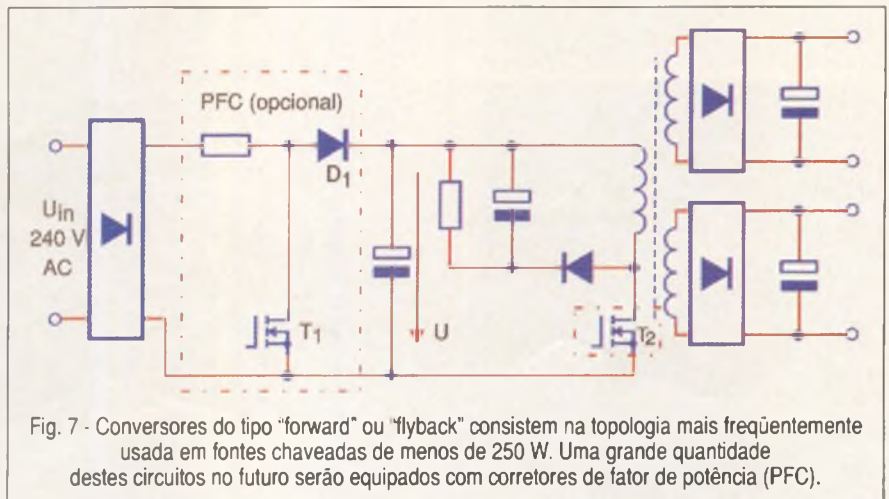 PFC (opcional)
D1
Uin
240 V
AC
T1
U
T2
Fig. 7 - Conversores do tipo "forward" ou "flyback" consistem na topologia mais freqüentemente
usada em fontes chaveadas de menos de 250 W. Uma grande quantidade
destes circuitos no futuro serão equipados com corretores de fator de potência (PFC).